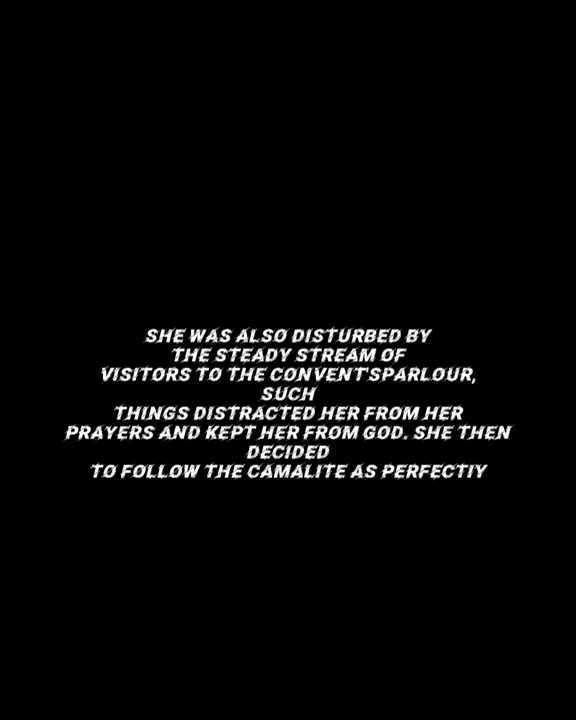 SHE WAS ALSO DISTURBED BY
THE STEADY STREAM OF
VISITORS TO THE CONVENT'SPARLOUR,
SUCH
THINGS DISTRACTED HER FROM HER
PRAYERS AND KEPT HER FROM GOD. SHE THEN
DECIDED
TO FOLLOW THE CAMALITE AS PERFECTIY